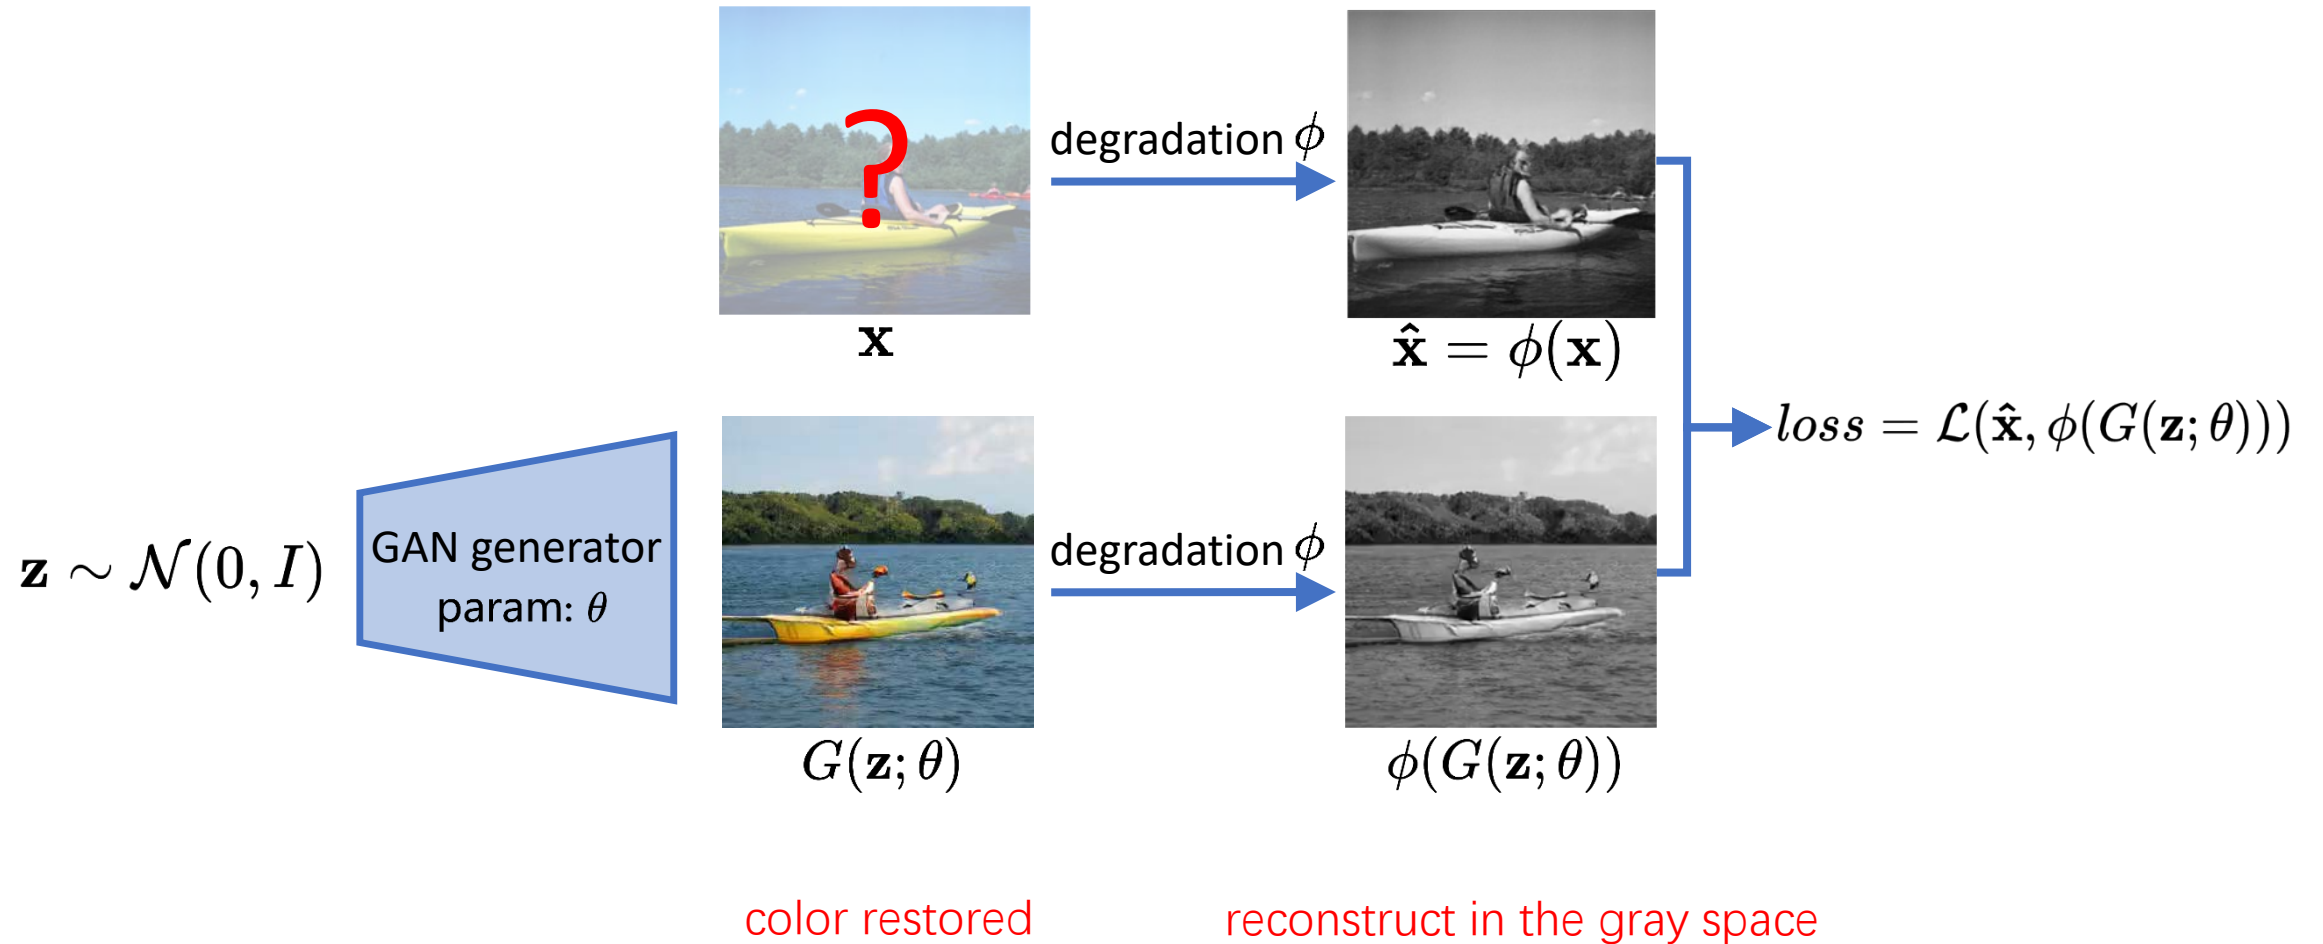 ?
degradation ϕ
x
x̂ = ϕ(x)
loss = ℒ(x̂, ϕ(G(z; θ)))
z ∼ 𝒩(0, I)
GAN generator
param: θ
degradation ϕ
G(z; θ)
ϕ(G(z; θ))
color restored
reconstruct in the gray space